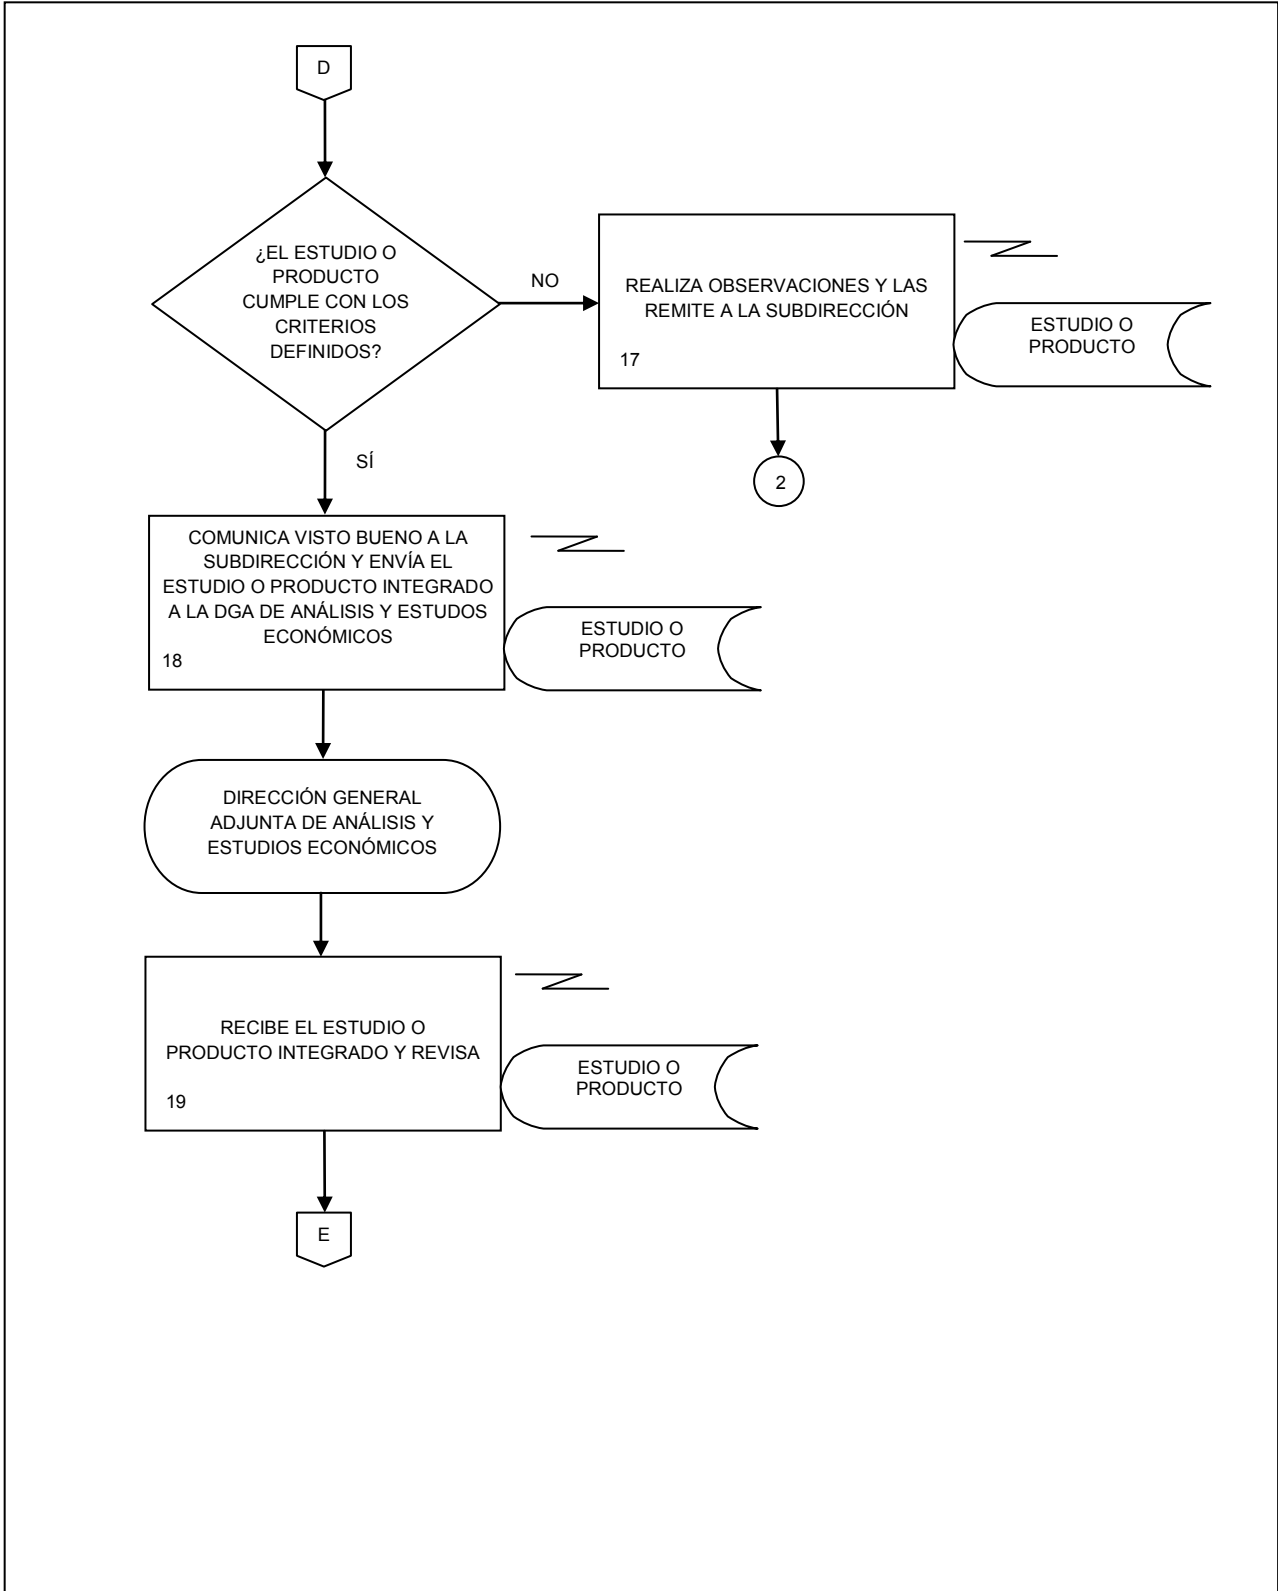 D
¿EL ESTUDIO O
PRODUCTO
CUMPLE CON LOS
CRITERIOS
DEFINIDOS?
NO
REALIZA OBSERVACIONES Y LAS
REMITE A LA SUBDIRECCIÓN
17
ESTUDIO O
PRODUCTO
2
SÍ
COMUNICA VISTO BUENO A LA
SUBDIRECCIÓN Y ENVÍA EL
ESTUDIO O PRODUCTO INTEGRADO
A LA DGA DE ANÁLISIS Y ESTUDOS
ECONÓMICOS
18
ESTUDIO O
PRODUCTO
DIRECCIÓN GENERAL
ADJUNTA DE ANÁLISIS Y
ESTUDIOS ECONÓMICOS
RECIBE EL ESTUDIO O
PRODUCTO INTEGRADO Y REVISA
19
ESTUDIO O
PRODUCTO
E